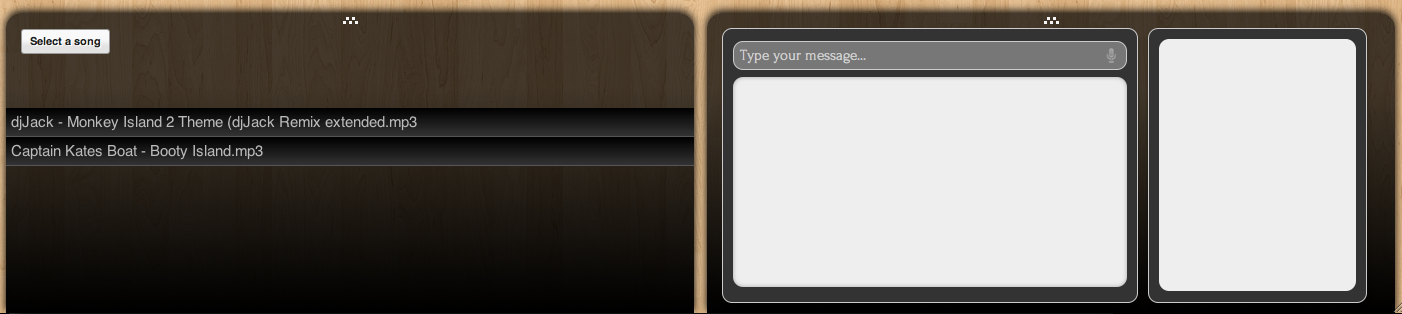 Select a song
djJack - Monkey Island 2 Theme (djJack Remix extended.mp3
Captain Kates Boat - Booty Island.mp3
Type your message...